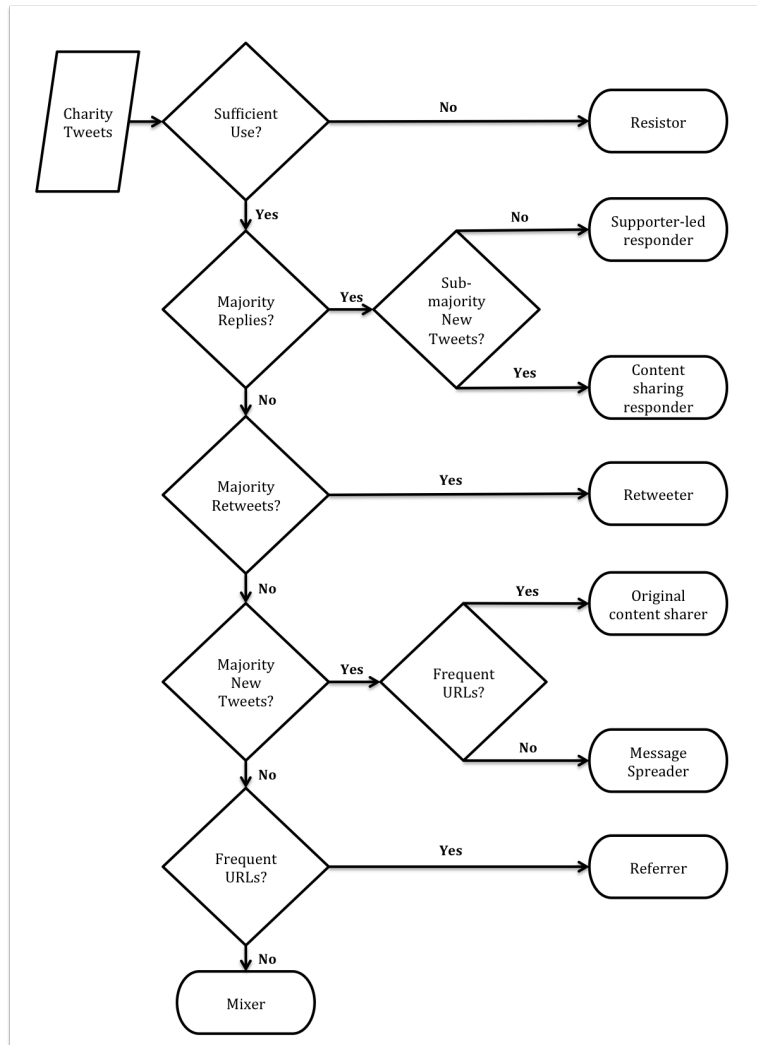 Charity
Tweets
Sufficient
Use?
No
Resistor
Yes
Majority
Replies?
Yes
Sub-
majority
New
Tweets?
No
Supporter-led
responder
Yes
Content
sharing
responder
No
Majority
Retweets?
Yes
Retweeter
No
Majority
New
Tweets?
Yes
Frequent
URLs?
Yes
Original
content sharer
No
Message
Spreader
No
Frequent
URLs?
Yes
Referrer
No
Mixer